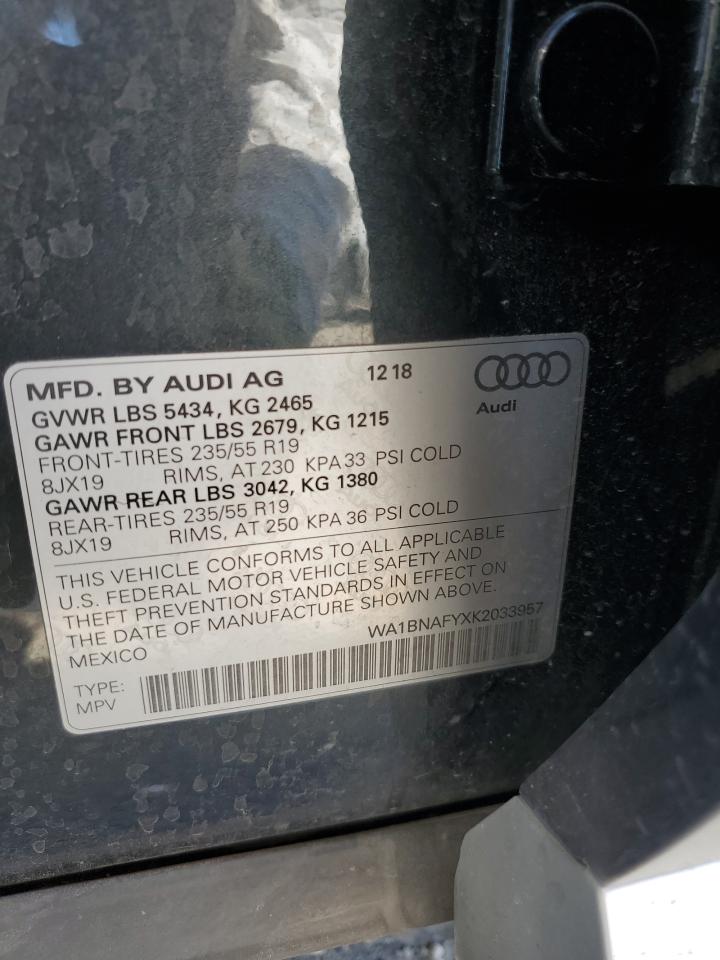 MFD. BY AUDI AG 12 18
Audi
GVWR LBS 5434, KG 2465
GAWR FRONT LBS 2679, KG 1215
FRONT-TIRES 235/55 R19
8JX19 RIMS, AT 230 KPA 33 PSI COLD
GAWR REAR LBS 3042, KG 1380
REAR-TIRES 235/55 R19
8JX19 RIMS, AT 250 KPA 36 PSI COLD
THIS VEHICLE CONFORMS TO ALL APPLICABLE
U.S. FEDERAL MOTOR VEHICLE SAFETY AND
THEFT PREVENTION STANDARDS IN EFFECT ON
THE DATE OF MANUFACTURE SHOWN ABOVE.
MEXICO WA1BNAFYXK2033957
TYPE:
MPV